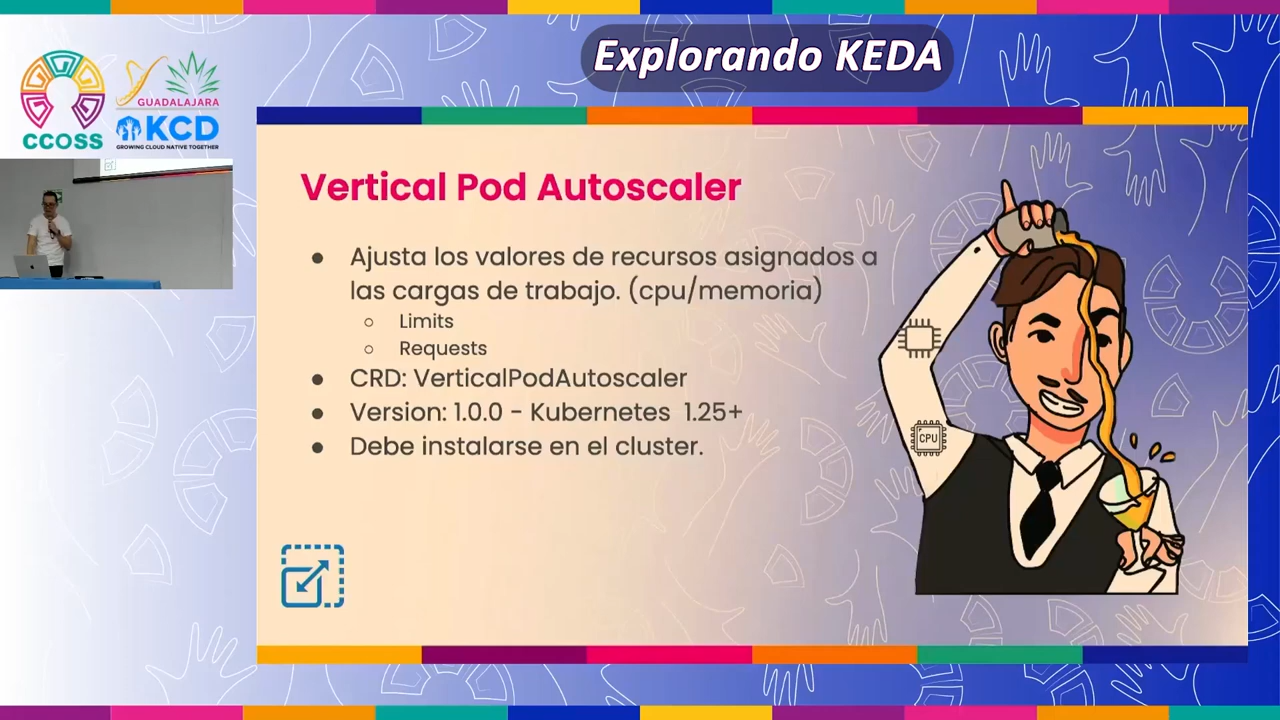 Explorando KEDA
CCOSS
GUADALAJARA
KCD
GROWING CLOUD NATIVE TOGETHER
Vertical Pod Autoscaler
● Ajusta los valores de recursos asignados a
las cargas de trabajo. (cpu/memoria)
○ Limits
○ Requests
● CRD: VerticalPodAutoscaler
● Version: 1.0.0 - Kubernetes 1.25+
● Debe instalarse en el cluster.
CPU